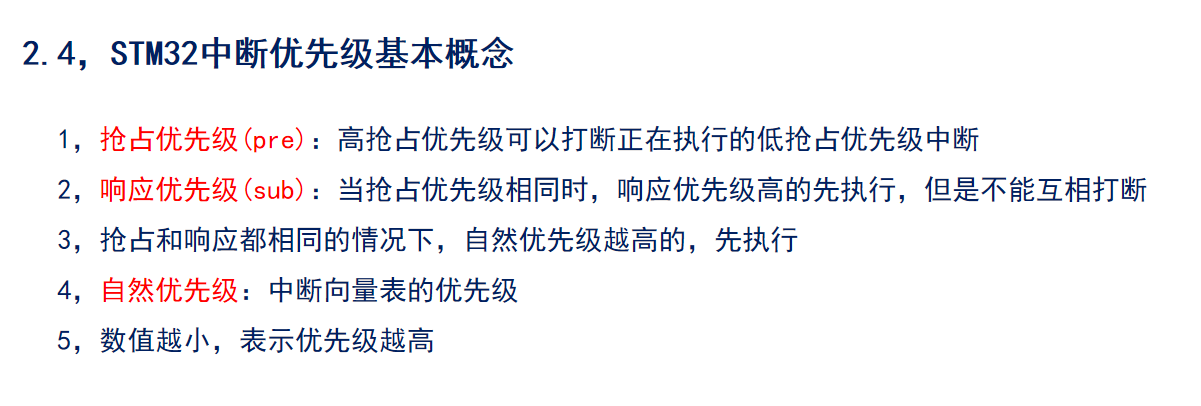 2.4，STM32中断优先级基本概念
1，抢占优先级(pre)：高抢占优先级可以打断正在执行的低抢占优先级中断
2，响应优先级(sub)：当抢占优先级相同时，响应优先级高的先执行，但是不能互相打断
3，抢占和响应都相同的情况下，自然优先级越高的，先执行
4，自然优先级：中断向量表的优先级
5，数值越小，表示优先级越高